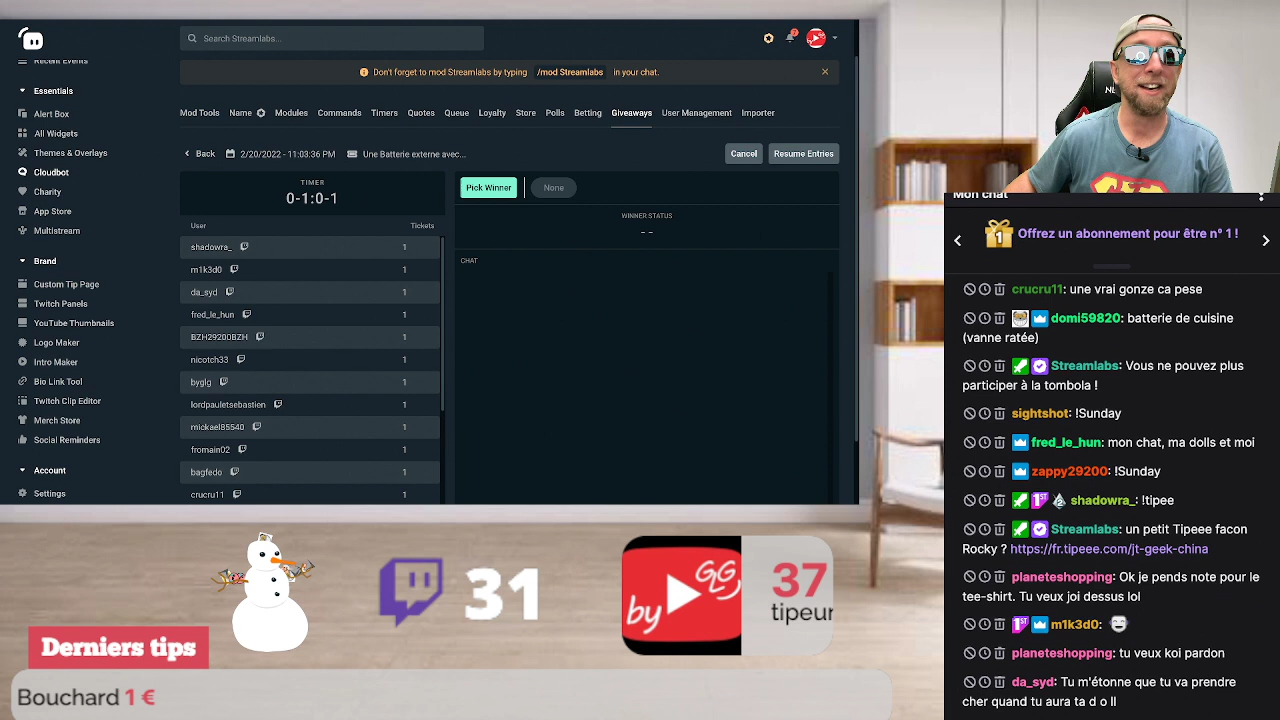 Search Streamlabs...
7
Don't forget to mod Streamlabs by typing /mod Streamlabs in your chat.
Recent Events
Essentials
Alert Box
All Widgets
Themes & Overlays
Cloudbot
Charity
App Store
Multistream
Brand
Custom Tip Page
Twitch Panels
YouTube Thumbnails
Logo Maker
Intro Maker
Bio Link Tool
Twitch Clip Editor
Merch Store
Social Reminders
Account
Settings
Mod Tools Name Modules Commands Timers Quotes Queue Loyalty Store Polls Betting Giveaways User Management Importer
Back 2/20/2022 - 11:03:36 PM Une Batterie externe avec...
Cancel Resume Entries
TIMER
0-1:0-1
User Tickets
shadowra_ 1
m1k3d0 1
da_syd 1
fred_le_hun 1
BZH29200BZH 1
nicotch33 1
byglg 1
lordpauletsebastien 1
mickael85540 1
fromain02 1
bagfedo 1
crucru11 1
Pick Winner None
WINNER STATUS
- -
CHAT
Mon chat
1 Offrez un abonnement pour être n° 1 !
crucru11: une vrai gonze ca pese
domi59820: batterie de cuisine
(vanne ratée)
Streamlabs: Vous ne pouvez plus
participer à la tombola !
sightshot: !Sunday
fred_le_hun: mon chat, ma dolls et moi
zappy29200: !Sunday
1ST 2 shadowra_: !tipee
Streamlabs: un petit Tipeee facon
Rocky ? https://fr.tipeee.com/jt-geek-china
planeteshopping: Ok je pends note pour le
tee-shirt. Tu veux joi dessus lol
1ST m1k3d0:
planeteshopping: tu veux koi pardon
da_syd: Tu m'étonne que tu va prendre
cher quand tu aura ta d o ll
31
by GLG
37
tipeur
Derniers tips
Bouchard 1 €